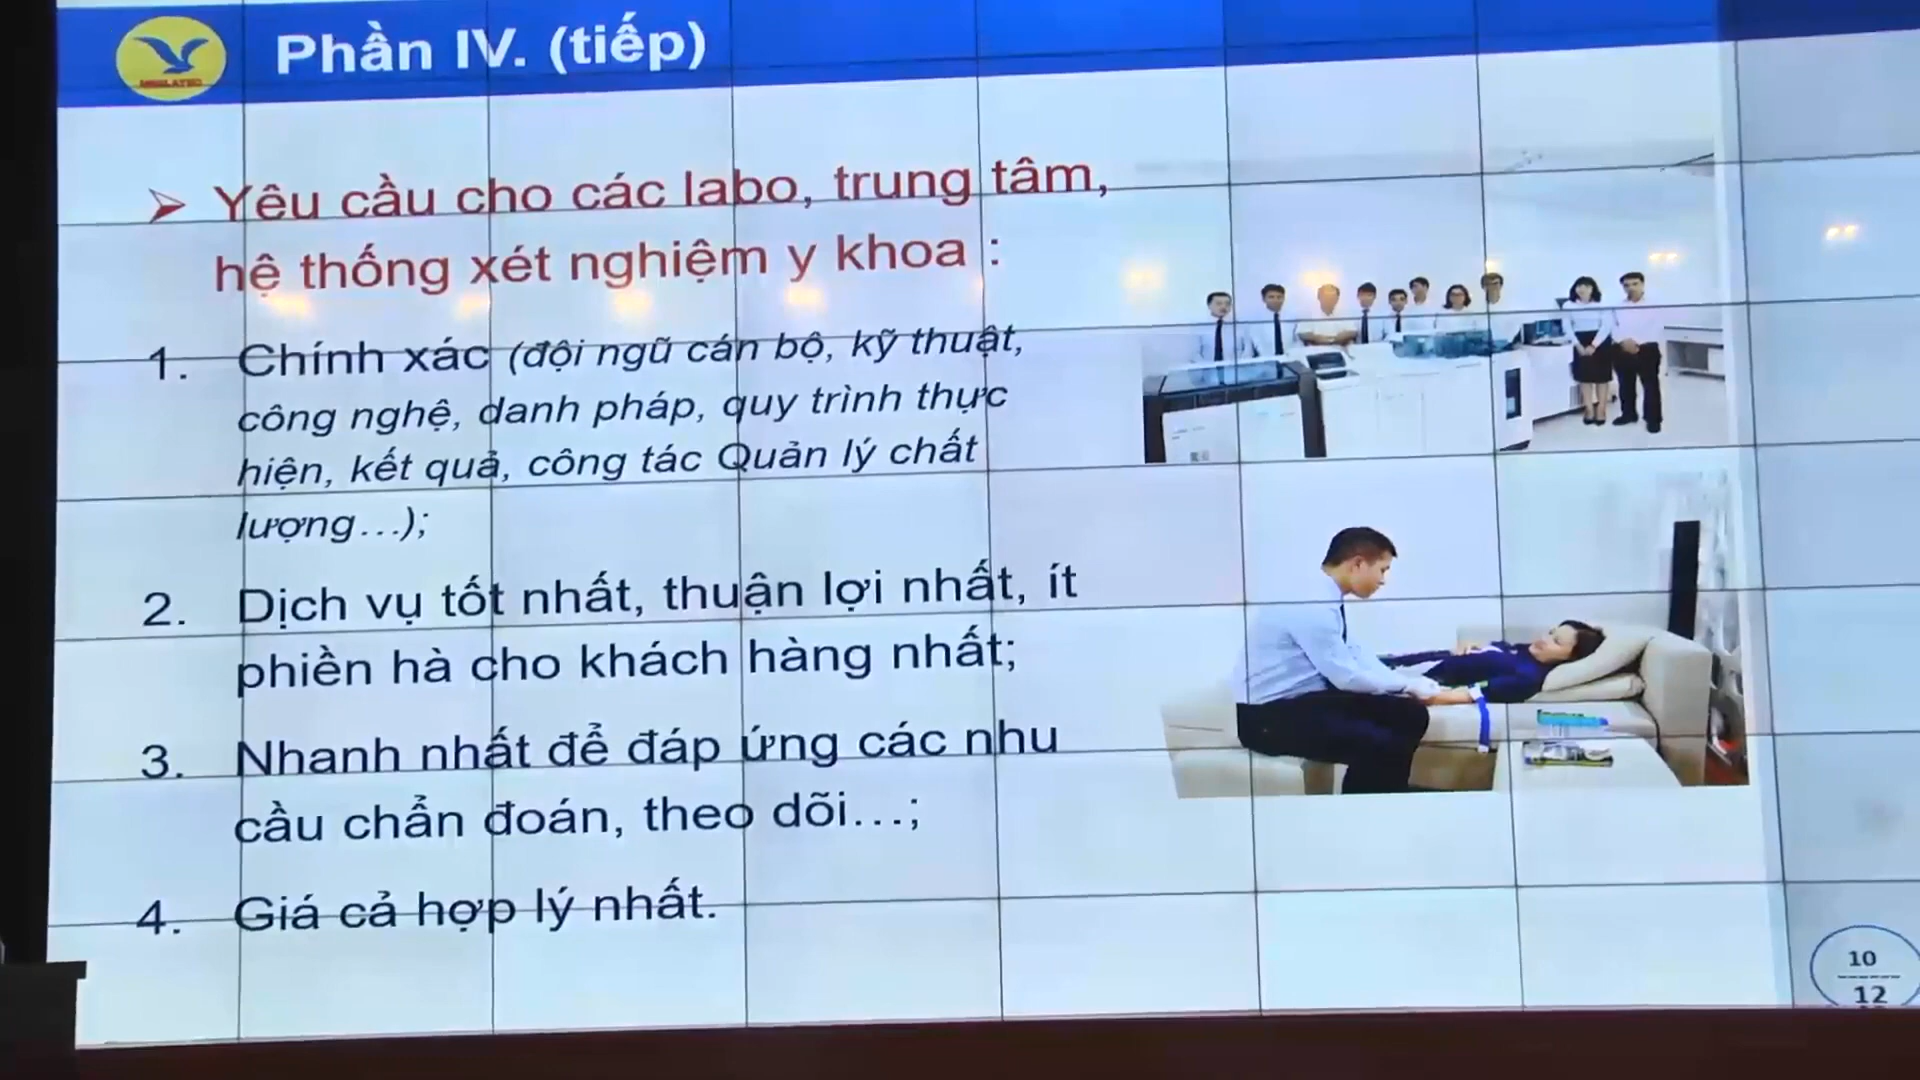 Phần IV. (tiếp)
MEDLATEC
➢ Yêu cầu cho các labo, trung tâm,
hệ thống xét nghiệm y khoa :
1. Chính xác (đội ngũ cán bộ, kỹ thuật,
công nghệ, danh pháp, quy trình thực
hiện, kết quả, công tác Quản lý chất
lượng...);
2. Dịch vụ tốt nhất, thuận lợi nhất, ít
phiền hà cho khách hàng nhất;
3. Nhanh nhất để đáp ứng các nhu
cầu chẩn đoán, theo dõi...;
4. Giá cả hợp lý nhất.
10
12